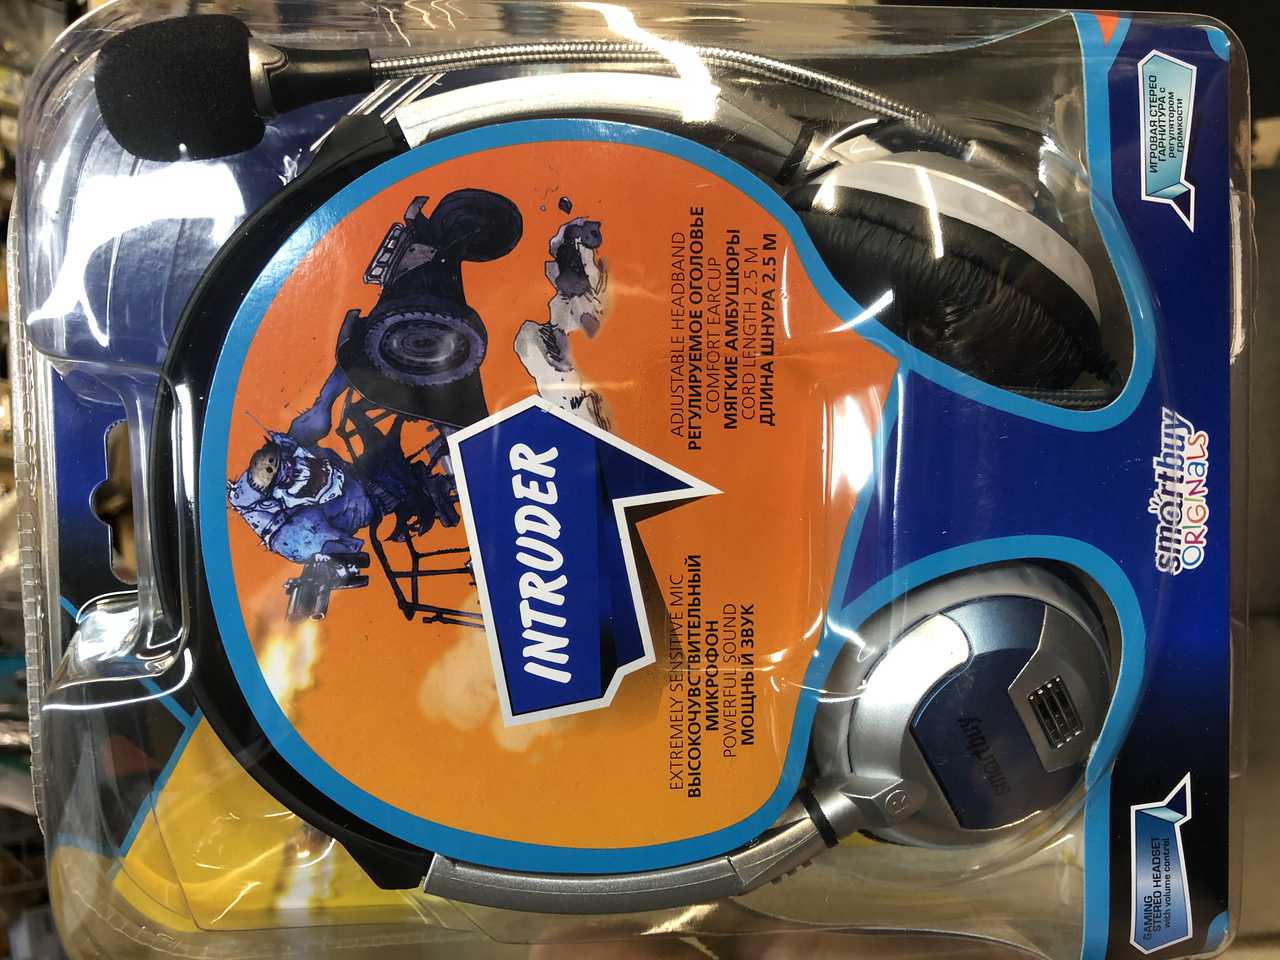 INTRUDER
EXTREMELY SENSITIVE MIC
ВЫСОКОЧУВСТВИТЕЛЬНЫЙ
МИКРОФОН
POWERFUL SOUND
МОЩНЫЙ ЗВУК
ADJUSTABLE HEADBAND
РЕГУЛИРУЕМОЕ ОГОЛОВЬЕ
COMFORT EARCUP
МЯГКИЕ АМБУШЮРЫ
CORD LENGTH 2.5 M
ДЛИНА ШНУРА 2.5 М
smartbuy
R
GAMING
STEREO HEADSET
with volume control
smartbuy
ORIGINALS
ИГРОВАЯ СТЕРЕО
ГАРНИТУРА с
регулятором
громкости